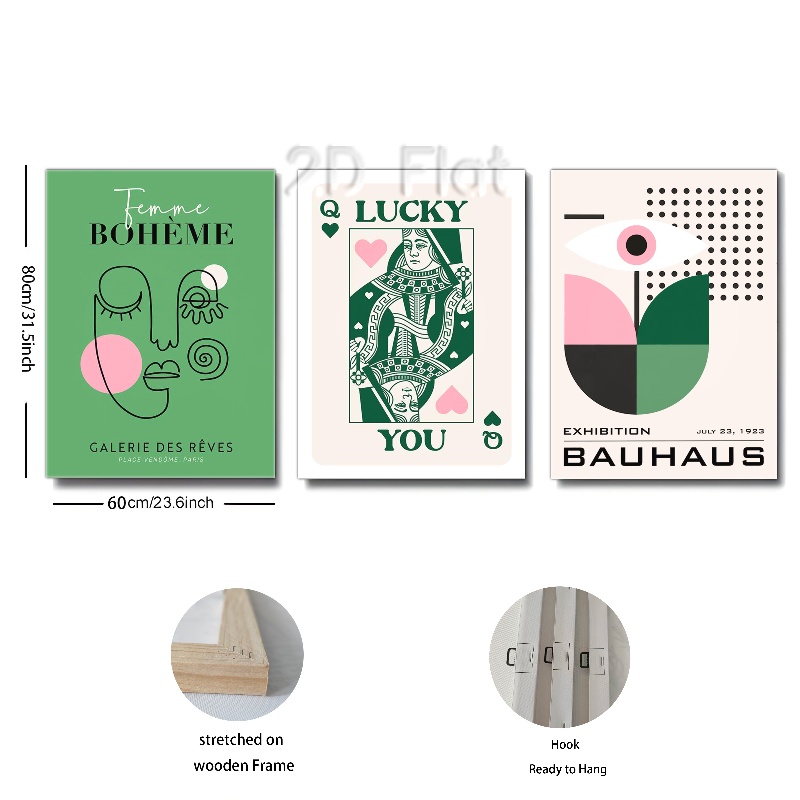 2D Flat
Femme
BOHÈME
GALERIE DES RÊVES
PLACE VENDÔME. PARIS
Q LUCKY
YOU Q
EXHIBITION JULY 23, 1923
BAUHAUS
80cm/31.5inch
60cm/23.6inch
stretched on
wooden Frame
Hook
Ready to Hang